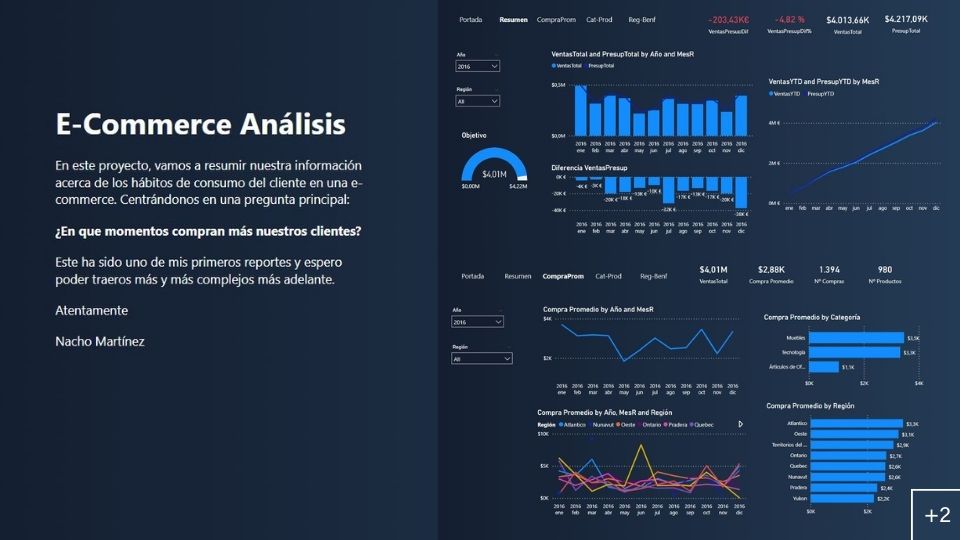 E-Commerce Análisis
En este proyecto, vamos a resumir nuestra información
acerca de los hábitos de consumo del cliente en una e-
commerce. Centrándonos en una pregunta principal:
¿En que momentos compran más nuestros clientes?
Este ha sido uno de mis primeros reportes y espero
poder traeros más y más complejos más adelante.
Atentamente
Nacho Martínez
Portada Resumen CompraProm Cat-Prod Reg-Benf
-203,43K€ -4,82 % $4.013,66K $4.217,09K
VentasPresupDif VentasPresupDif% VentasTotal PresupTotal
Año
2016
Región
All
Objetivo
$4,01M
$0,00M $4,22M
VentasTotal and PresupTotal by Año and MesR
VentasTotal PresupTotal
$0,5M
$0,0M
2016 2016 2016 2016 2016 2016 2016 2016 2016 2016 2016 2016
ene feb mar abr may jun jul ago sep oct nov dic
Diferencia VentasPresup
0K €
-20K €
-40K €
-4K € -3K € -20K € -18K € -13K € -10K € -32K € -17K € -13K € -17K € -20K € -38K €
2016 2016 2016 2016 2016 2016 2016 2016 2016 2016 2016 2016
ene feb mar abr may jun jul ago sep oct nov dic
VentasYTD and PresupYTD by MesR
VentasYTD PresupYTD
4M €
2M €
0M €
ene feb mar abr may jun jul ago sep oct nov dic
Portada Resumen CompraProm Cat-Prod Reg-Benf
$4,01M $2,88K 1.394 980
VentasTotal Compra Promedio Nº Compras Nº Productos
Año
2016
Región
All
Compra Promedio by Año and MesR
$4K
$2K
2016 2016 2016 2016 2016 2016 2016 2016 2016 2016 2016 2016
ene feb mar abr may jun jul ago sep oct nov dic
Compra Promedio by Año, MesR and Región
Región Atlantico Nunavut Oeste Ontario Pradera Quebec
$10K
$5K
$0K
2016 2016 2016 2016 2016 2016 2016 2016 2016 2016 2016 2016
ene feb mar abr may jun jul ago sep oct nov dic
Compra Promedio by Categoría
Muebles $3,5K
Tecnología $3,3K
Artículos de Of... $1,1K
$0K $2K $4K
Compra Promedio by Región
Atlantico $3,3K
Oeste $3,1K
Territorios del ... $2,9K
Ontario $2,7K
Quebec $2,6K
Nunavut $2,6K
Pradera $2,4K
Yukon $2,2K
$0K $2K
+2